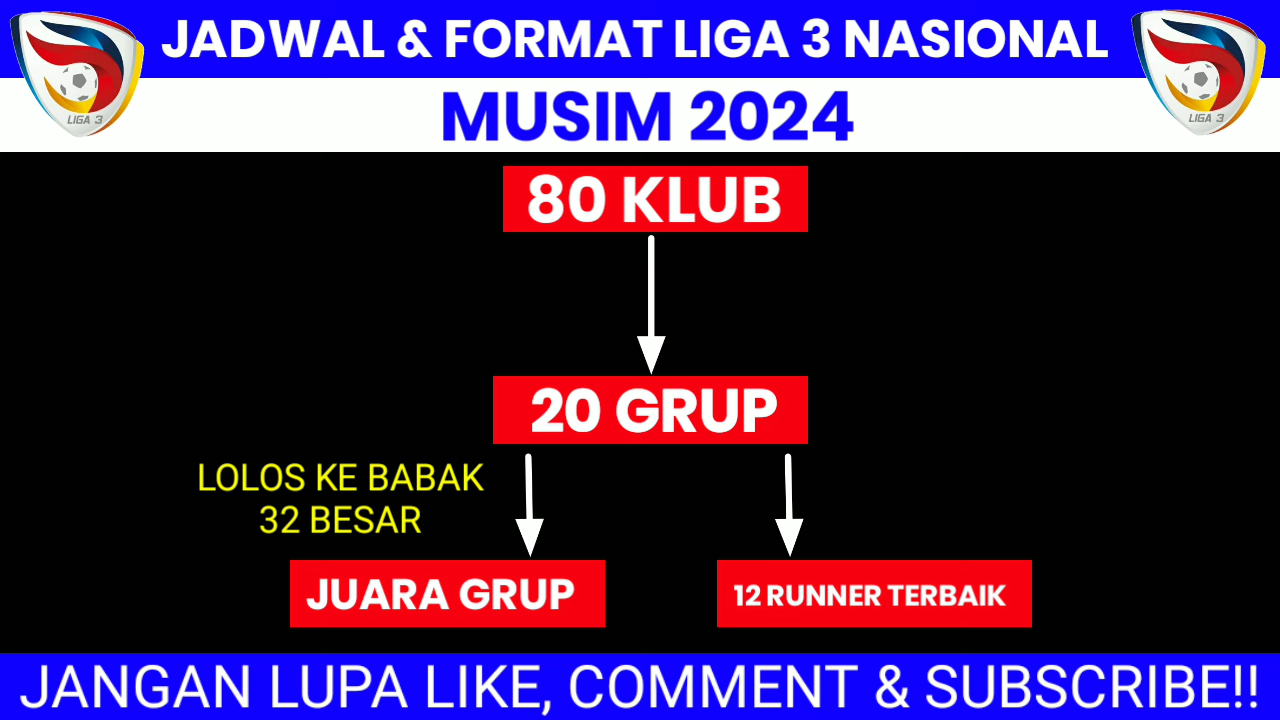 JADWAL & FORMAT LIGA 3 NASIONAL
MUSIM 2024
LIGA 3
LIGA 3
80 KLUB
20 GRUP
LOLOS KE BABAK
32 BESAR
JUARA GRUP
12 RUNNER TERBAIK
JANGAN LUPA LIKE, COMMENT & SUBSCRIBE!!